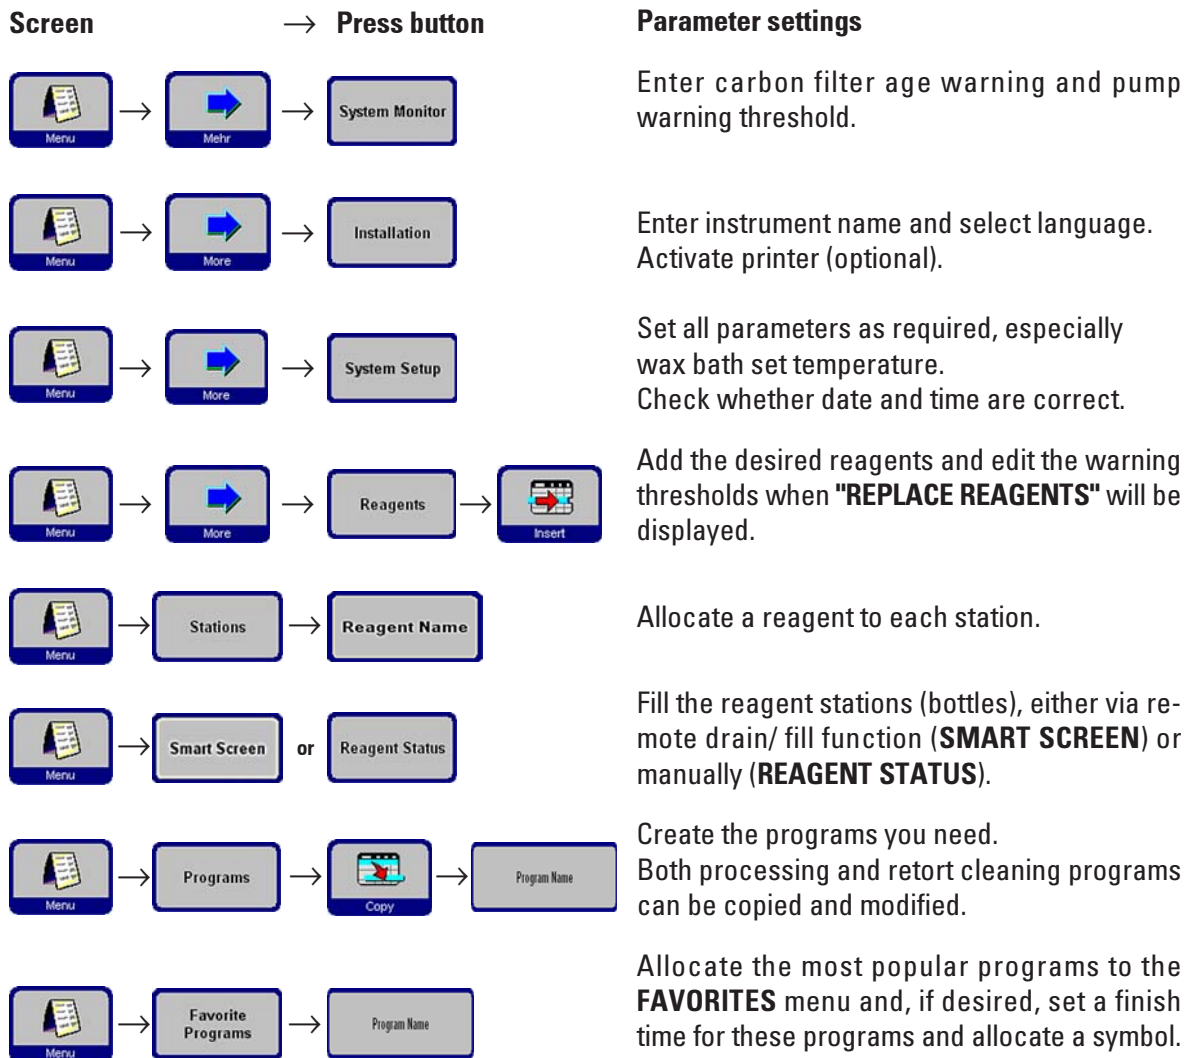 Screen → Press button Parameter settings
Menu → Mehr → System Monitor
Enter carbon filter age warning and pump
warning threshold.
Menu → More → Installation
Enter instrument name and select language.
Activate printer (optional).
Menu → More → System Setup
Set all parameters as required, especially
wax bath set temperature.
Check whether date and time are correct.
Menu → More → Reagents → Insert
Add the desired reagents and edit the warning
thresholds when "REPLACE REAGENTS" will be
displayed.
Menu → Stations → Reagent Name
Allocate a reagent to each station.
Menu → Smart Screen or Reagent Status
Fill the reagent stations (bottles), either via re-
mote drain/ fill function (SMART SCREEN) or
manually (REAGENT STATUS).
Menu → Programs → Copy → Program Name
Create the programs you need.
Both processing and retort cleaning programs
can be copied and modified.
Menu → Favorite Programs → Program Name
Allocate the most popular programs to the
FAVORITES menu and, if desired, set a finish
time for these programs and allocate a symbol.